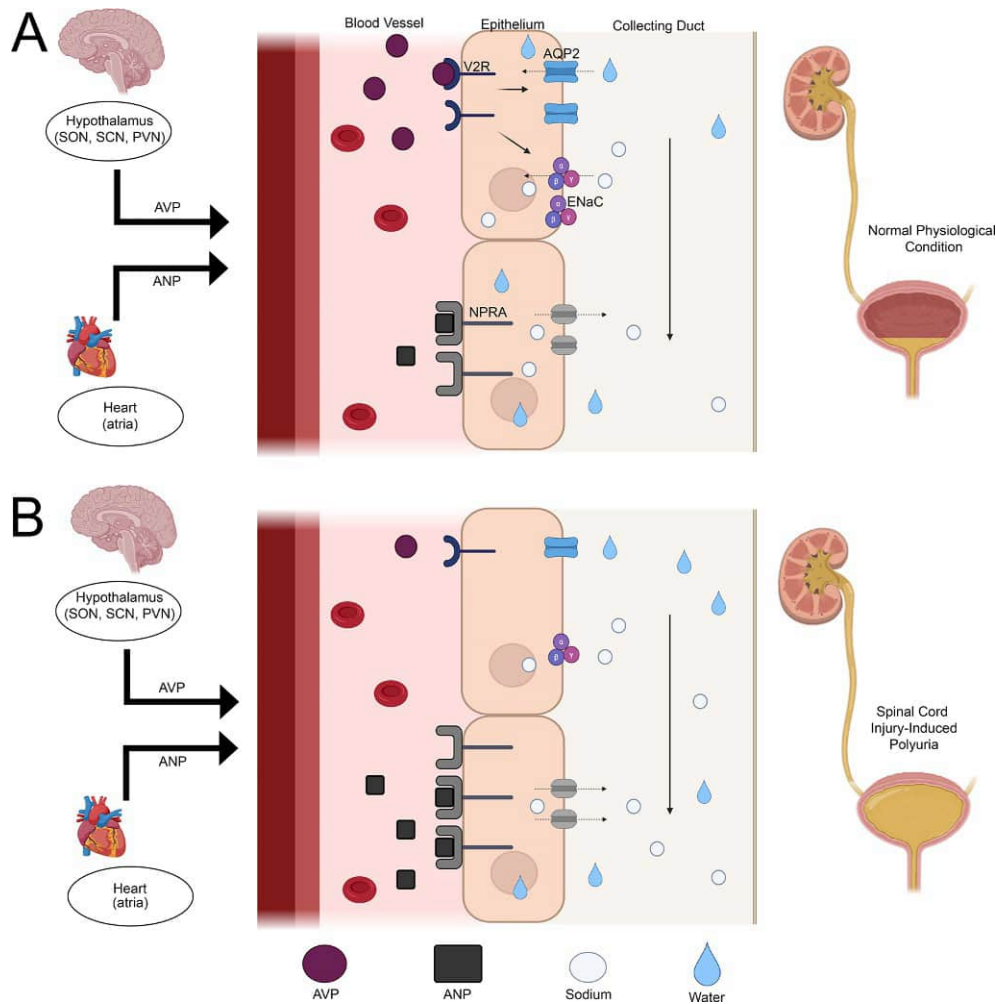 A
Blood Vessel
Epithelium
Collecting Duct
V2R
AQP2
Hypothalamus
(SON, SCN, PVN)
AVP
ANP
Heart
(atria)
α
β γ
α
β γ
ENaC
NPRA
Normal Physiological
Condition
B
Hypothalamus
(SON, SCN, PVN)
AVP
ANP
Heart
(atria)
α
β γ
Spinal Cord
Injury-Induced
Polyuria
AVP
ANP
Sodium
Water